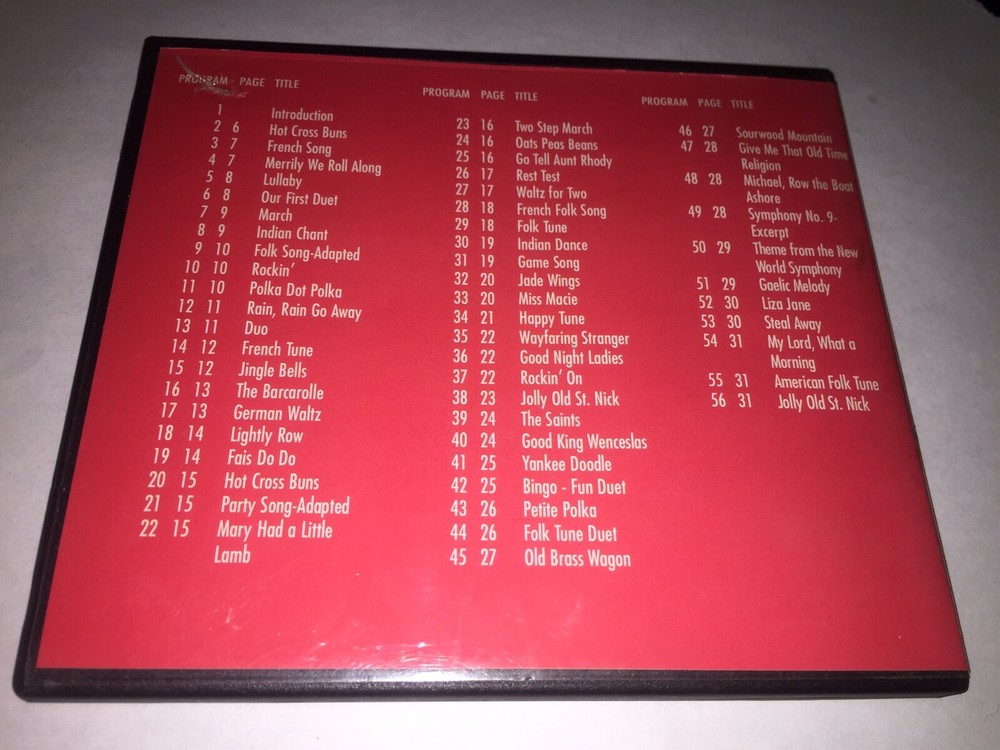 PROGRAM PAGE TITLE
1 Introduction
2 6 Hot Cross Buns
3 7 French Song
4 7 Merrily We Roll Along
5 8 Lullaby
6 8 Our First Duet
7 9 March
8 9 Indian Chant
9 10 Folk Song-Adapted
10 10 Rockin'
11 10 Polka Dot Polka
12 11 Rain, Rain Go Away
13 11 Duo
14 12 French Tune
15 12 Jingle Bells
16 13 The Barcarolle
17 13 German Waltz
18 14 Lightly Row
19 14 Fais Do Do
20 15 Hot Cross Buns
21 15 Party Song-Adapted
22 15 Mary Had a Little
Lamb
PROGRAM PAGE TITLE
23 16 Two Step March
24 16 Oats Peas Beans
25 16 Go Tell Aunt Rhody
26 17 Rest Test
27 17 Waltz for Two
28 18 French Folk Song
29 18 Folk Tune
30 19 Indian Dance
31 19 Game Song
32 20 Jade Wings
33 20 Miss Macie
34 21 Happy Tune
35 22 Wayfaring Stranger
36 22 Good Night Ladies
37 22 Rockin' On
38 23 Jolly Old St. Nick
39 24 The Saints
40 24 Good King Wenceslas
41 25 Yankee Doodle
42 25 Bingo - Fun Duet
43 26 Petite Polka
44 26 Folk Tune Duet
45 27 Old Brass Wagon
PROGRAM PAGE TITLE
46 27 Sourwood Mountain
47 28 Give Me That Old Time
Religion
48 28 Michael, Row the Boat
Ashore
49 28 Symphony No. 9-
Excerpt
50 29 Theme from the New
World Symphony
51 29 Gaelic Melody
52 30 Liza Jane
53 30 Steal Away
54 31 My Lord, What a
Morning
55 31 American Folk Tune
56 31 Jolly Old St. Nick